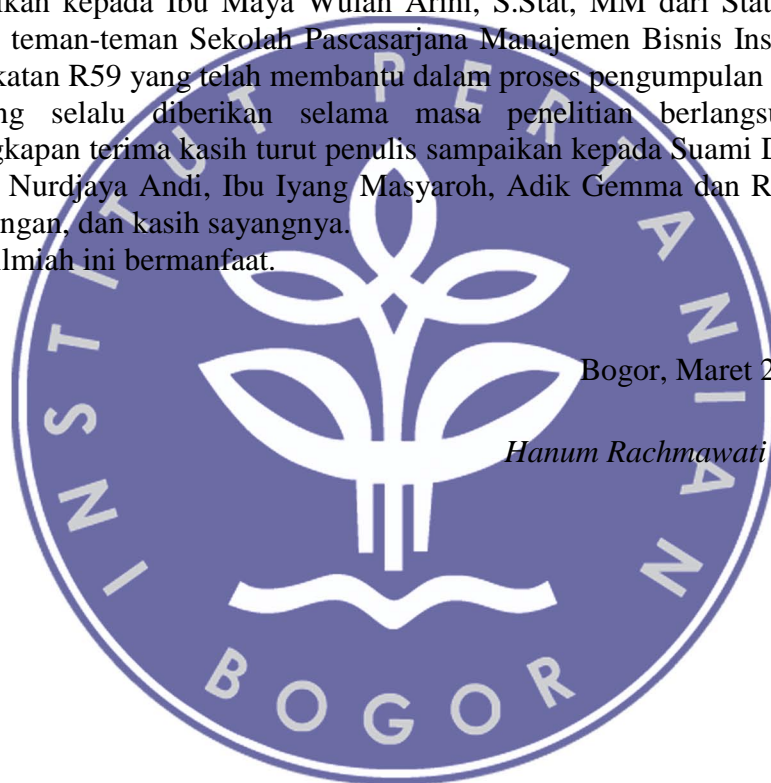 ikan kepada Ibu Maya Wulan Arini, S.Stat, MM dari Stat
teman-teman Sekolah Pascasarjana Manajemen Bisnis Ins
katan R59 yang telah membantu dalam proses pengumpulan
ng selalu diberikan selama masa penelitian berlangsu
gkapan terima kasih turut penulis sampaikan kepada Suami D
Nurdjaya Andi, Ibu Iyang Masyaroh, Adik Gemma dan R
ngan, dan kasih sayangnya.
ilmiah ini bermanfaat.
Bogor, Maret 2
Hanum Rachmawati
INSTITUT PERTANIAN
BOGOR